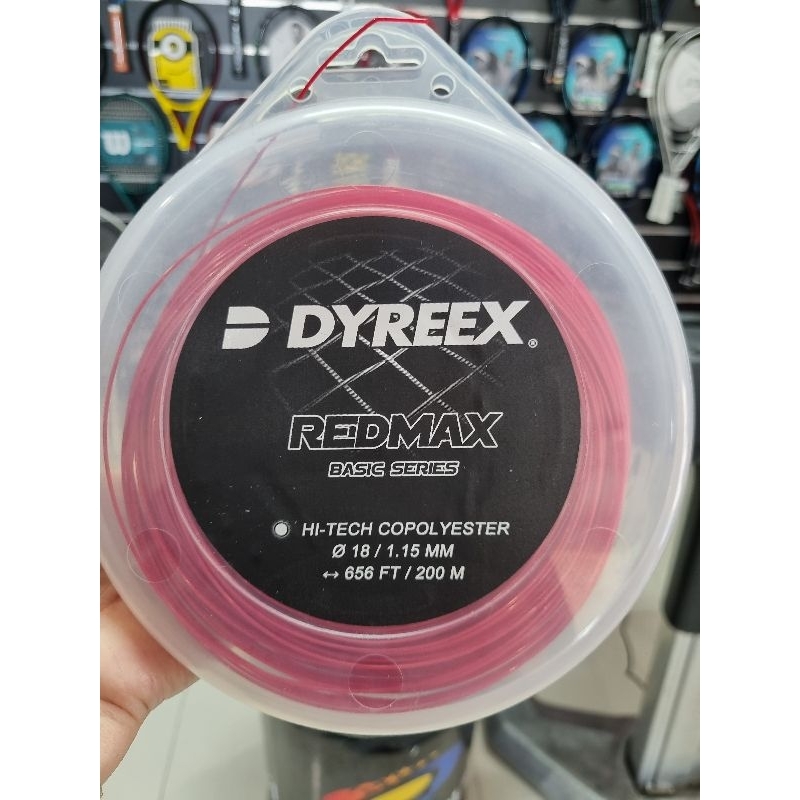 DYREEX®
REDMAX
BASIC SERIES
HI-TECH COPOLYESTER
Ø 18 / 1.15 MM
↔ 656 FT / 200 M
W